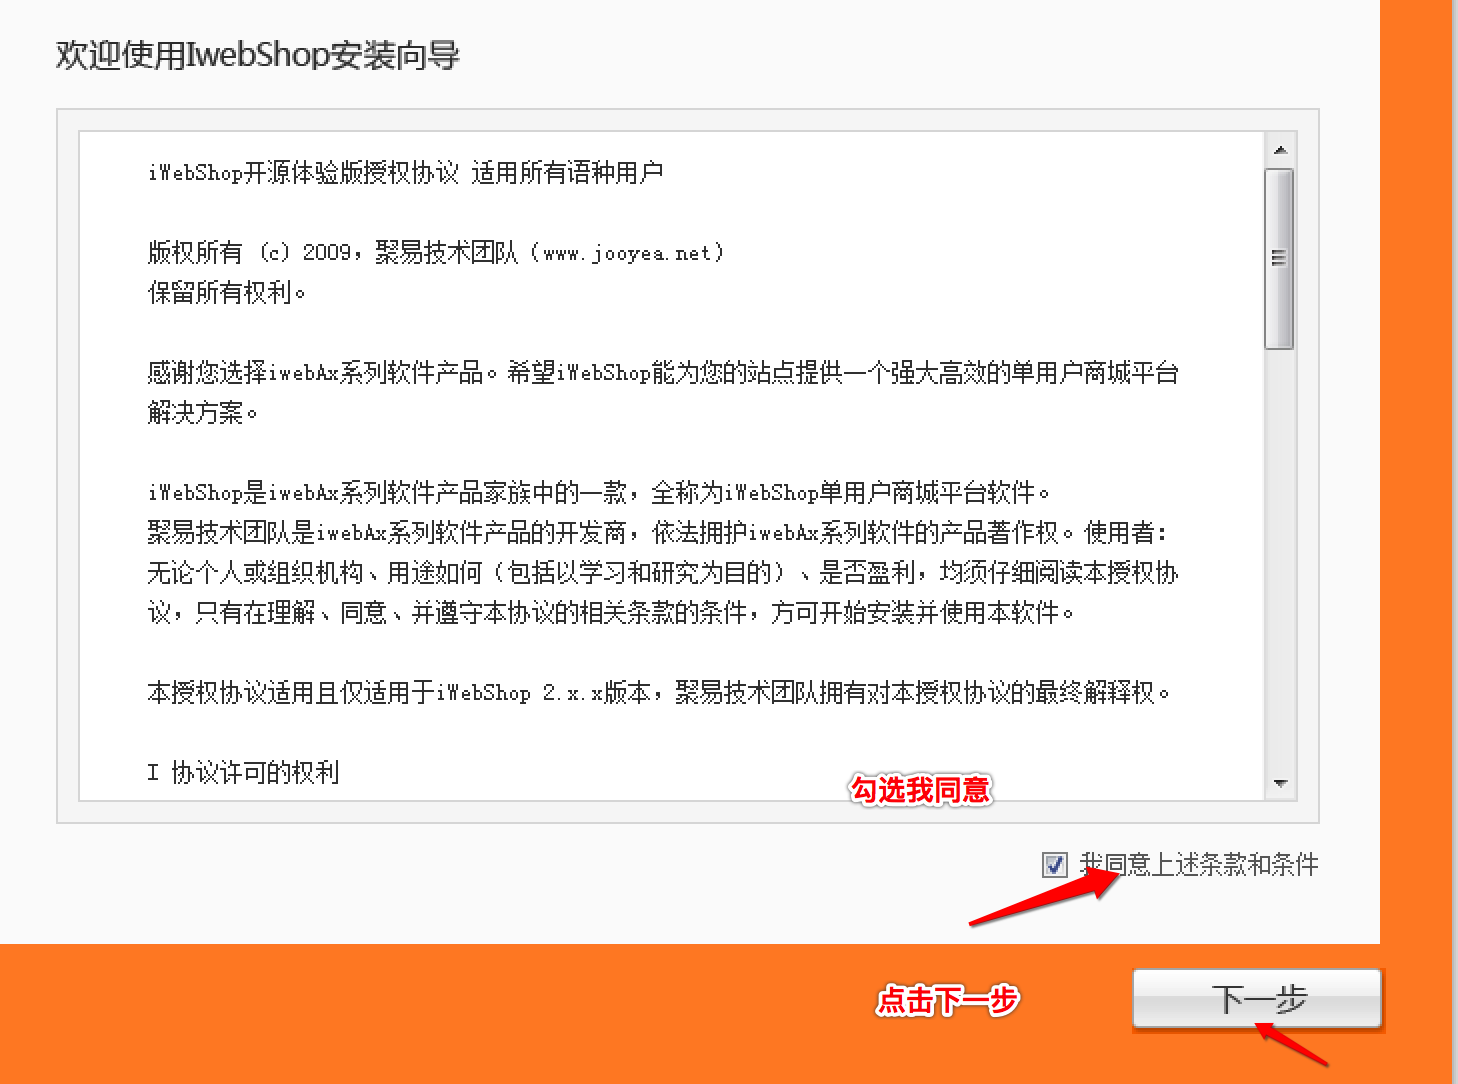 欢迎使用IwebShop安装向导
iWebShop开源体验版授权协议 适用所有语种用户
版权所有 (c) 2009，聚易技术团队（www.jooyea.net）
保留所有权利。
感谢您选择iwebAx系列软件产品。希望iWebShop能为您的站点提供一个强大高效的单用户商城平台
解决方案。
iWebShop是iwebAx系列软件产品家族中的一款，全称为iWebShop单用户商城平台软件。
聚易技术团队是iwebAx系列软件产品的开发商，依法拥护iwebAx系列软件的产品著作权。使用者：
无论个人或组织机构、用途如何（包括以学习和研究为目的）、是否盈利，均须仔细阅读本授权协
议，只有在理解、同意、并遵守本协议的相关条款的条件，方可开始安装并使用本软件。
本授权协议适用且仅适用于iWebShop 2.x.x版本，聚易技术团队拥有对本授权协议的最终解释权。
I 协议许可的权利
勾选我同意
我同意上述条款和条件
点击下一步
下一步